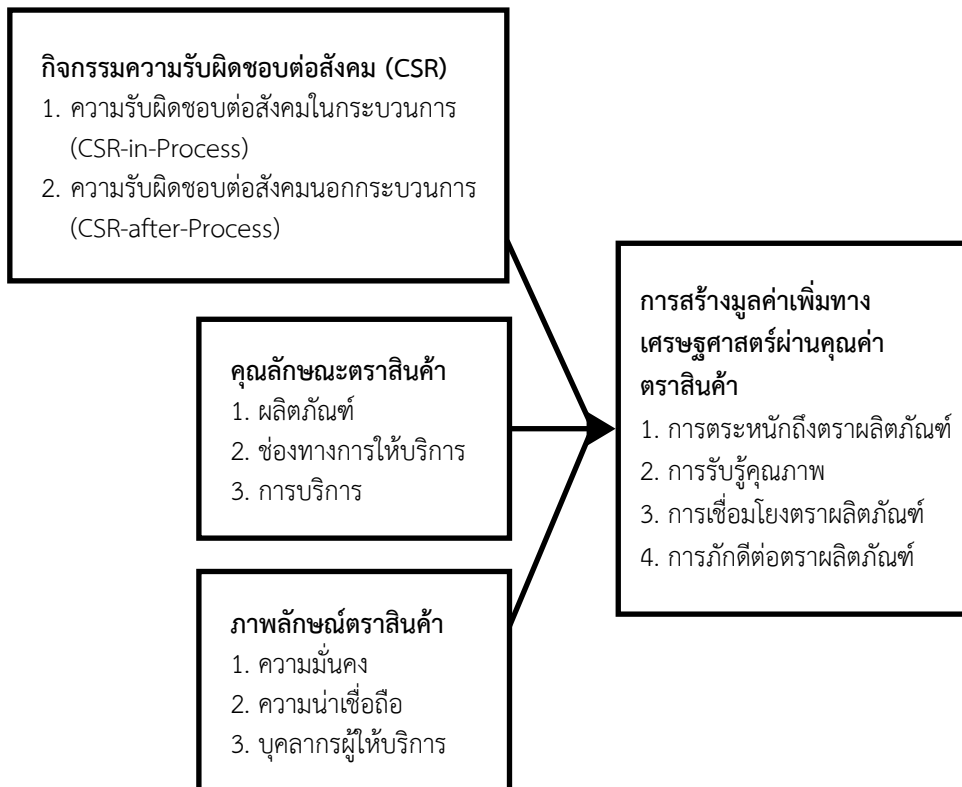 กิจกรรมความรับผิดชอบต่อสังคม (CSR)
1. ความรับผิดชอบต่อสังคมในกระบวนการ
(CSR-in-Process)
2. ความรับผิดชอบต่อสังคมนอกกระบวนการ
(CSR-after-Process)
คุณลักษณะตราสินค้า
1. ผลิตภัณฑ์
2. ช่องทางการให้บริการ
3. การบริการ
ภาพลักษณ์ตราสินค้า
1. ความมั่นคง
2. ความน่าเชื่อถือ
3. บุคลากรผู้ให้บริการ
การสร้างมูลค่าเพิ่มทาง
เศรษฐศาสตร์ผ่านคุณค่า
ตราสินค้า
1. การตระหนักถึงตราผลิตภัณฑ์
2. การรับรู้คุณภาพ
3. การเชื่อมโยงตราผลิตภัณฑ์
4. การภักดีต่อตราผลิตภัณฑ์